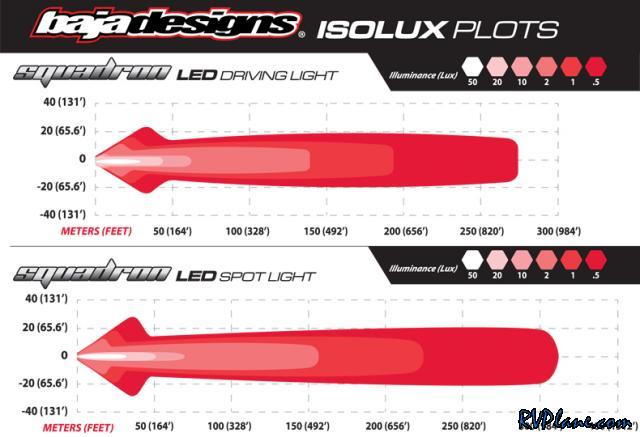 bajadesigns® ISOLUX PLOTS
squadron LED DRIVING LIGHT
Illuminance (Lux)
50 20 10 2 1 .5
40 (131′)
20 (65.6′)
0
-20 (65.6′)
-40 (131′)
METERS (FEET) 50 (164′) 100 (328′) 150 (492′) 200 (656′) 250 (820′) 300 (984′)
squadron LED SPOT LIGHT
Illuminance (Lux)
50 20 10 2 1 .5
40 (131′)
20 (65.6′)
0
-20 (65.6′)
-40 (131′)
METERS (FEET) 50 (164′) 100 (328′) 150 (492′) 200 (656′) 250 (820′)
RVPlane.com